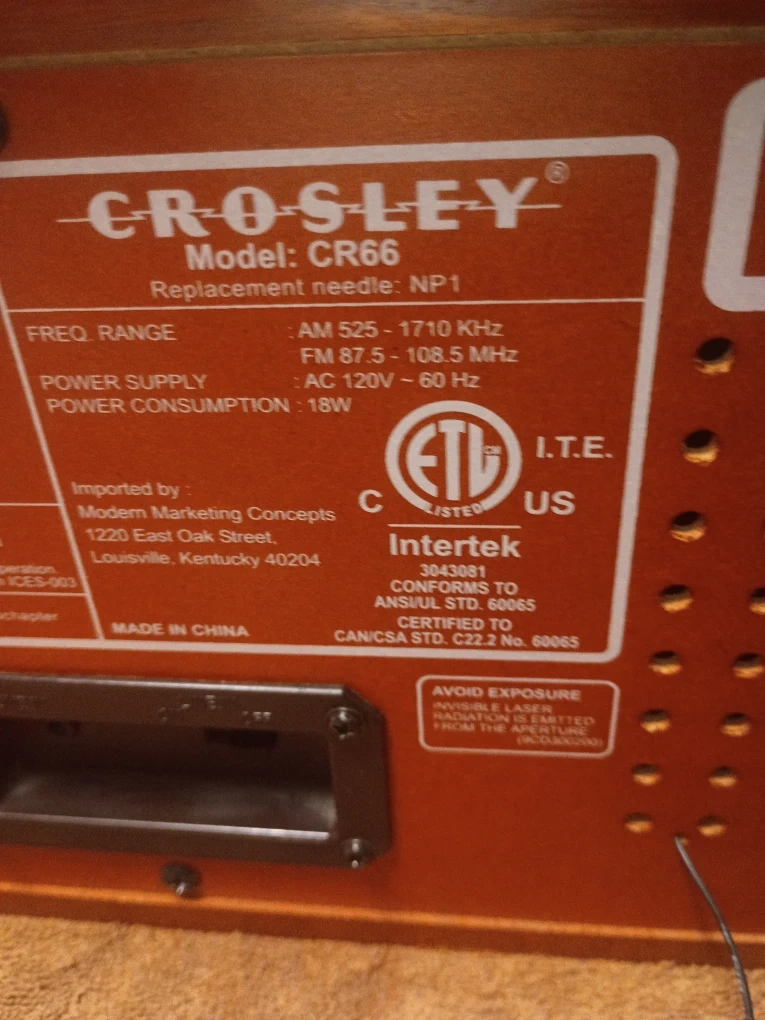 CROSLEY®
Model: CR66
Replacement needle: NP1
FREQ. RANGE : AM 525 - 1710 KHz
FM 87.5 - 108.5 MHz
POWER SUPPLY : AC 120V ~ 60 Hz
POWER CONSUMPTION : 18W
ETL CM
LISTED
C US
I.T.E.
Intertek
3043081
CONFORMS TO
ANSI/UL STD. 60065
CERTIFIED TO
CAN/CSA STD. C22.2 No. 60065
Imported by :
Modern Marketing Concepts
1220 East Oak Street,
Louisville, Kentucky 40204
MADE IN CHINA
ICES-003
AVOID EXPOSURE
INVISIBLE LASER
RADIATION IS EMITTED
FROM THE APERTURE
OFF